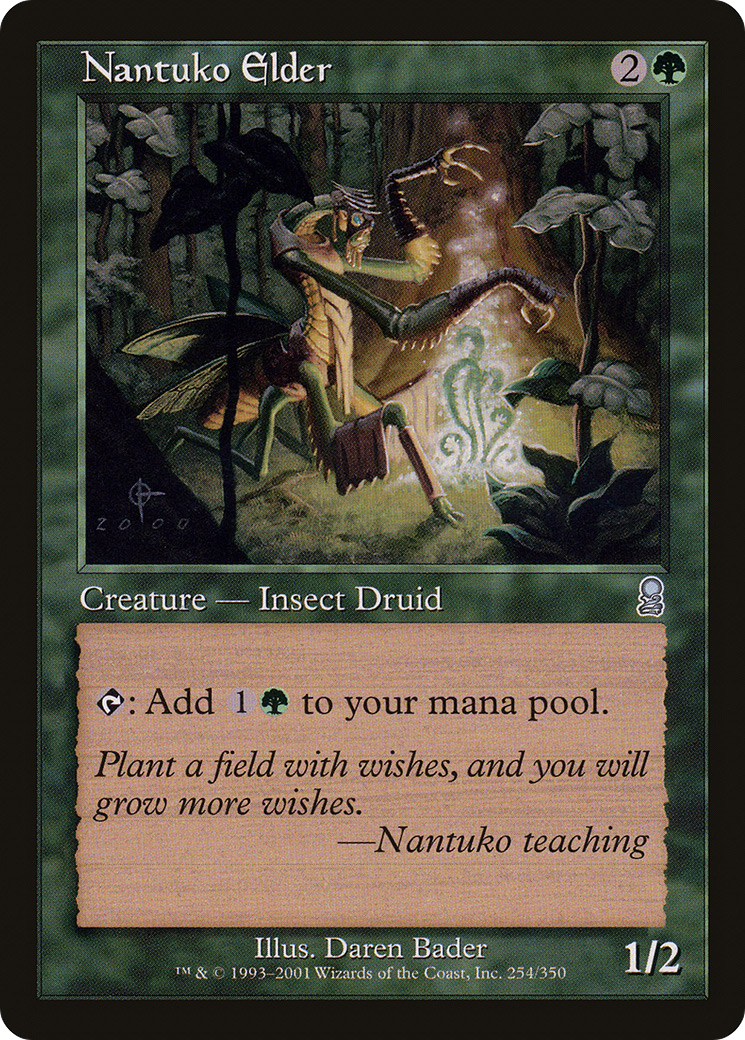 Nantuko Elder 2
2000
Creature — Insect Druid
: Add 1 to your mana pool.
Plant a field with wishes, and you will
grow more wishes.
—Nantuko teaching
Illus. Daren Bader
™ & © 1993–2001 Wizards of the Coast, Inc. 254/350
1/2